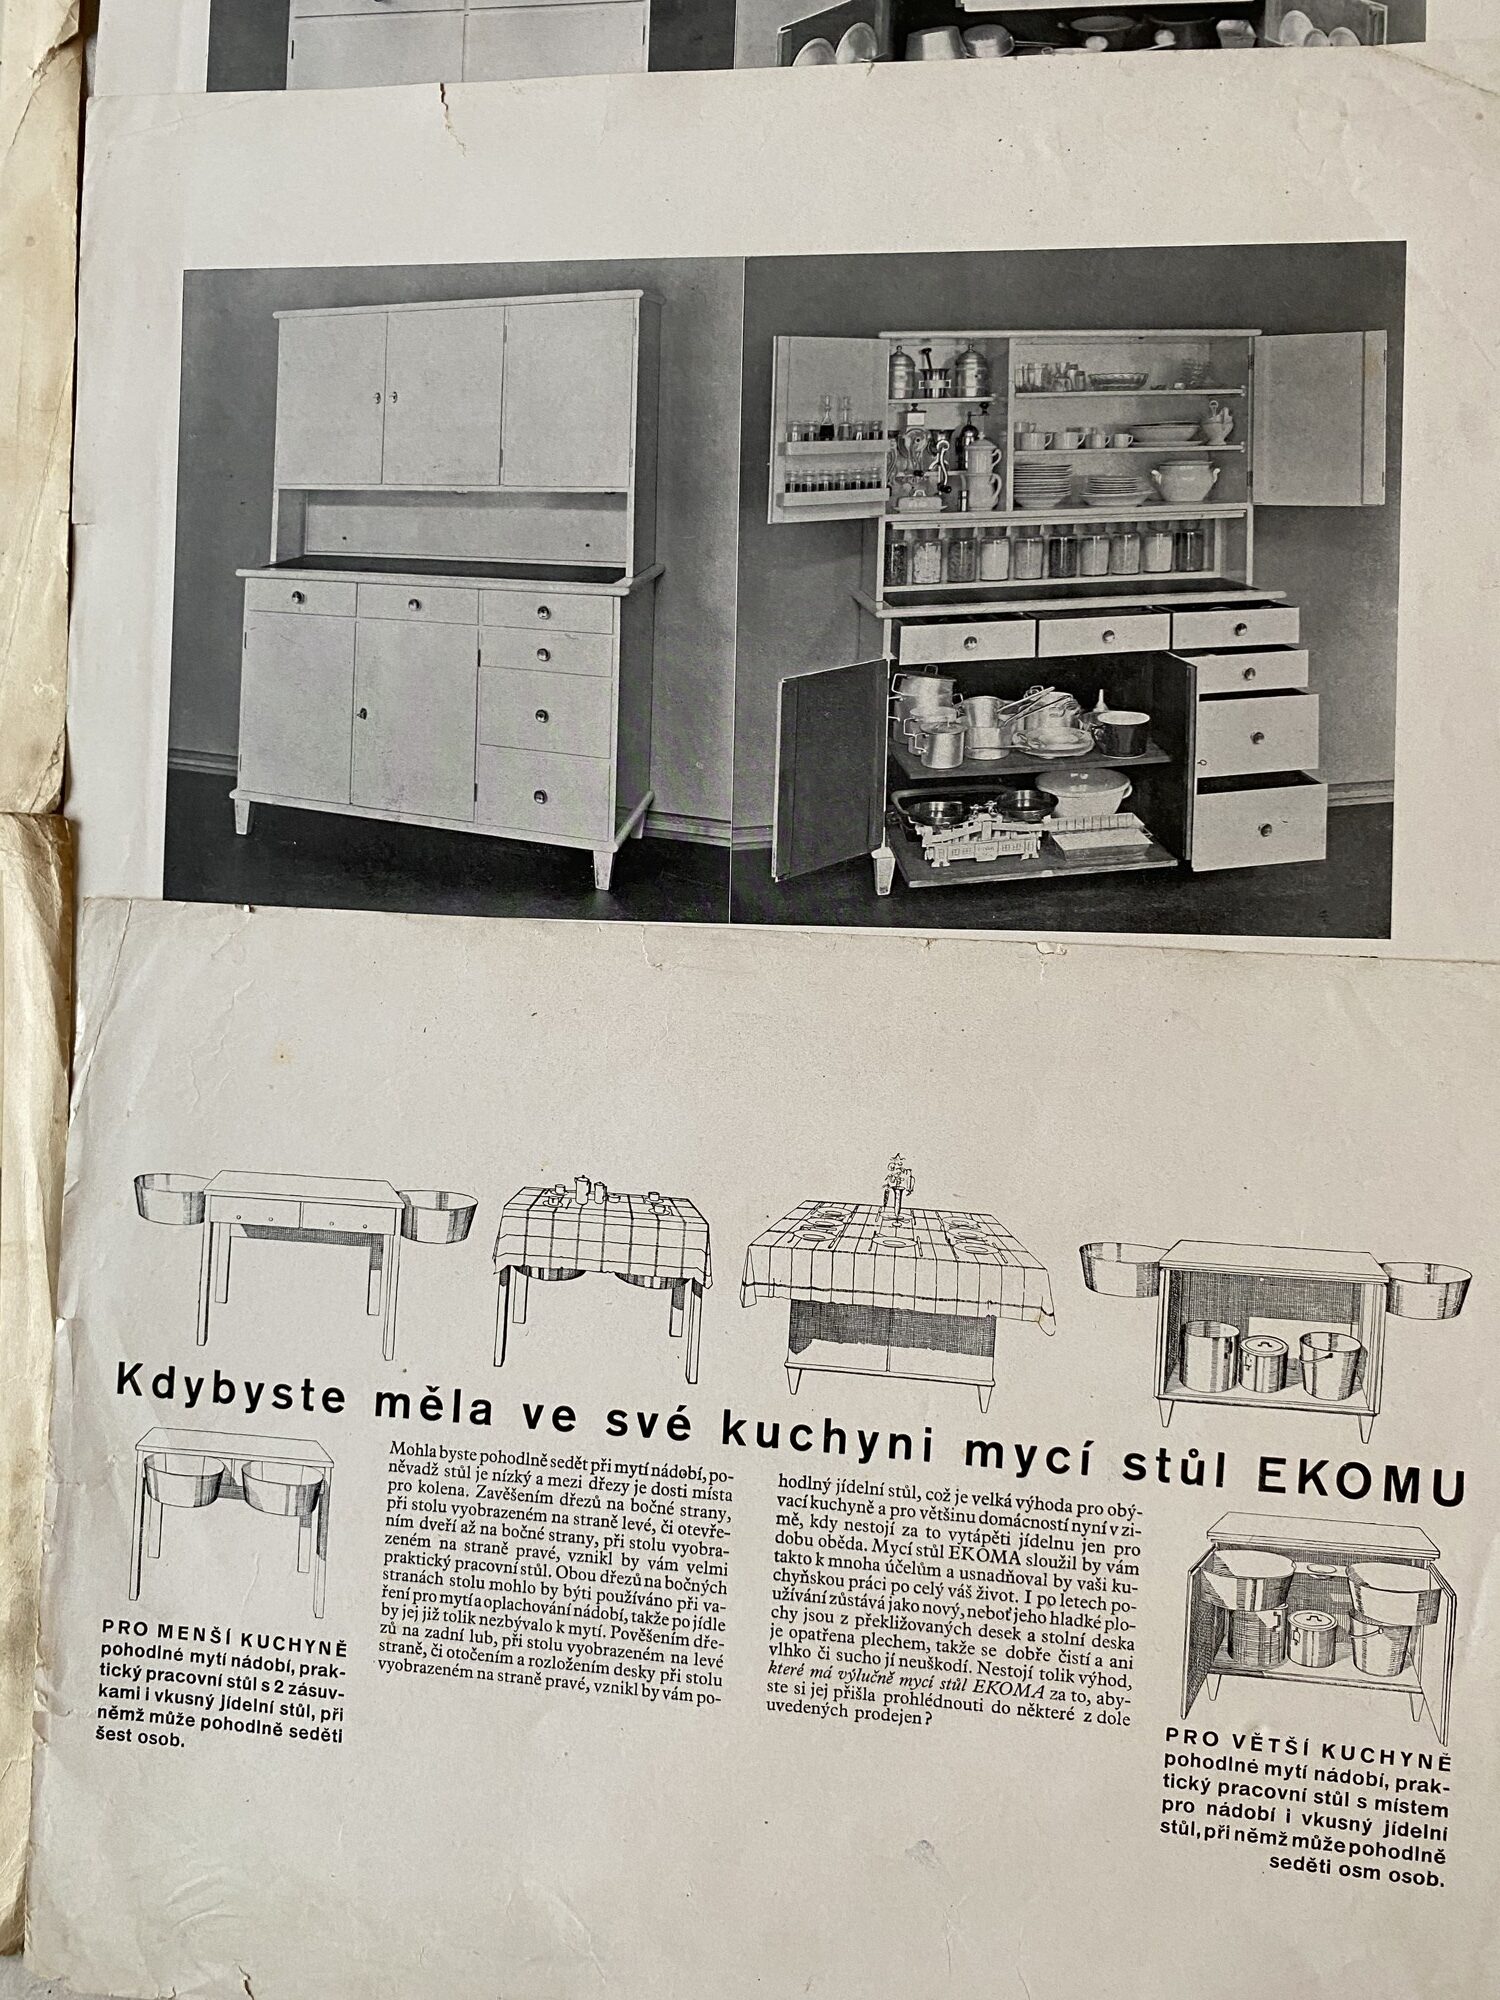 Kdybyste měla ve své kuchyni mycí stůl EKOMU
PRO MENŠÍ KUCHYNĚ
pohodlné mytí nádobí, prak-
tický pracovní stůl s 2 zásuv-
kami i vkusný jídelní stůl, při
němž může pohodlně seděti
šest osob.
Mohla byste pohodlně sedět při mytí nádobí, po-
něvadž stůl je nízký a mezi dřezy je dosti místa
pro kolena. Zavěšením dřezů na bočné strany,
při stolu vyobrazeném na straně levé, či otevře-
ním dveří až na bočné strany, při stolu vyobra-
zeném na straně pravé, vznikl by vám velmi
praktický pracovní stůl. Obou dřezů na bočných
stranách stolu mohlo by býti používáno při va-
ření pro mytí a oplachování nádobí, takže po jídle
by jej již tolik nezbývalo k mytí. Pověšením dře-
zů na zadní lub, při stolu vyobrazeném na levé
straně, či otočením a rozložením desky při stolu
vyobrazeném na straně pravé, vznikl by vám po-
hodlný jídelní stůl, což je velká výhoda pro obý-
vací kuchyně a pro většinu domácností nyní v zi-
mě, kdy nestojí za to vytápěti jídelnu jen pro
dobu oběda. Mycí stůl EKOMA sloužil by vám
takto k mnoha účelům a usnadňoval by vaši ku-
chyňskou práci po celý váš život. I po letech po-
užívání zůstává jako nový, neboť jeho hladké plo-
chy jsou z překližovaných desek a stolní deska
je opatřena plechem, takže se dobře čistí a ani
vlhko či sucho jí neuškodí. Nestojí tolik výhod,
které má výlučně mycí stůl EKOMA za to, aby-
ste si jej přišla prohlédnouti do některé z dole
uvedených prodejen?
PRO VĚTŠÍ KUCHYNĚ
pohodlné mytí nádobí, prak-
tický pracovní stůl s místem
pro nádobí i vkusný jídelní
stůl, při němž může pohodlně
seděti osm osob.